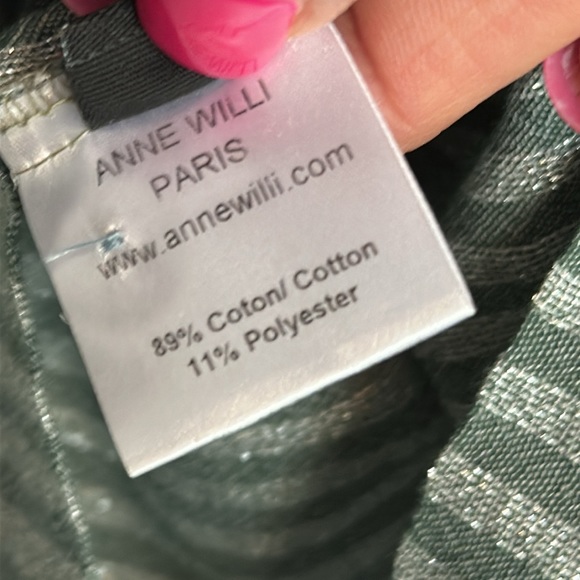 ANNE WILLI
PARIS
www.annewilli.com
89% Coton/ Cotton
11% Polyester